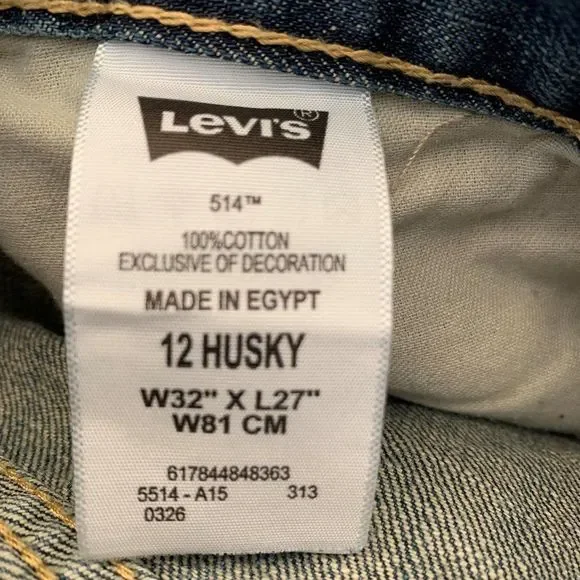 Levi's®
514™
100%COTTON
EXCLUSIVE OF DECORATION
MADE IN EGYPT
12 HUSKY
W32" X L27"
W81 CM
617844848363
5514 - A15 313
0326